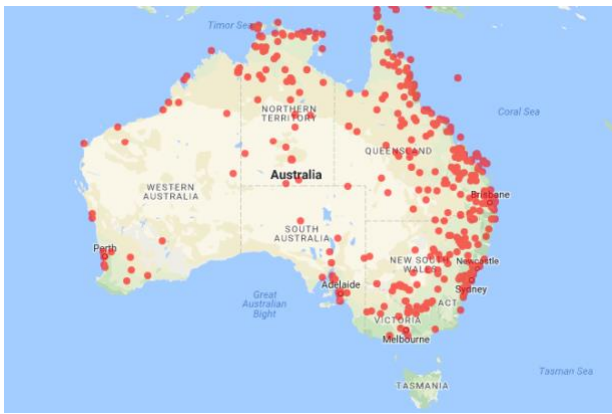 Timor Sea
Coral Sea
NORTHERN
TERRITORY
QUEENSLAND
Australia
WESTERN
AUSTRALIA
Brisbane
SOUTH
AUSTRALIA
Perth
NEW SOUTH
WALES
Newcastle
Adelaide
Sydney
Great
Australian
Bight
ACT
VICTORIA
Melbourne
Tasman Sea
TASMANIA